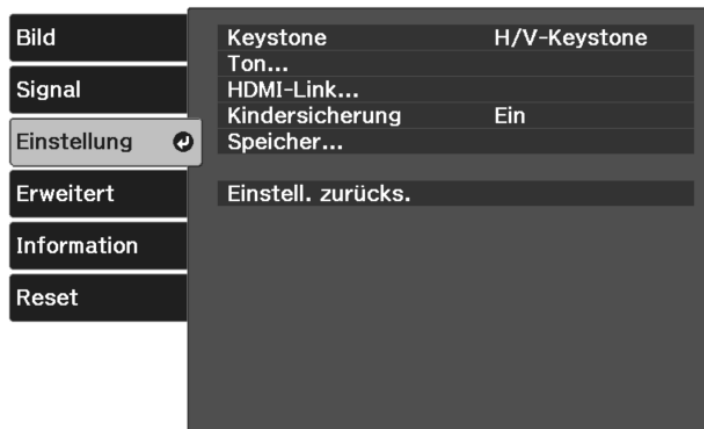 Bild
Signal
Einstellung
Erweitert
Information
Reset
Keystone H/V-Keystone
Ton...
HDMI-Link...
Kindersicherung Ein
Speicher...
Einstell. zurücks.